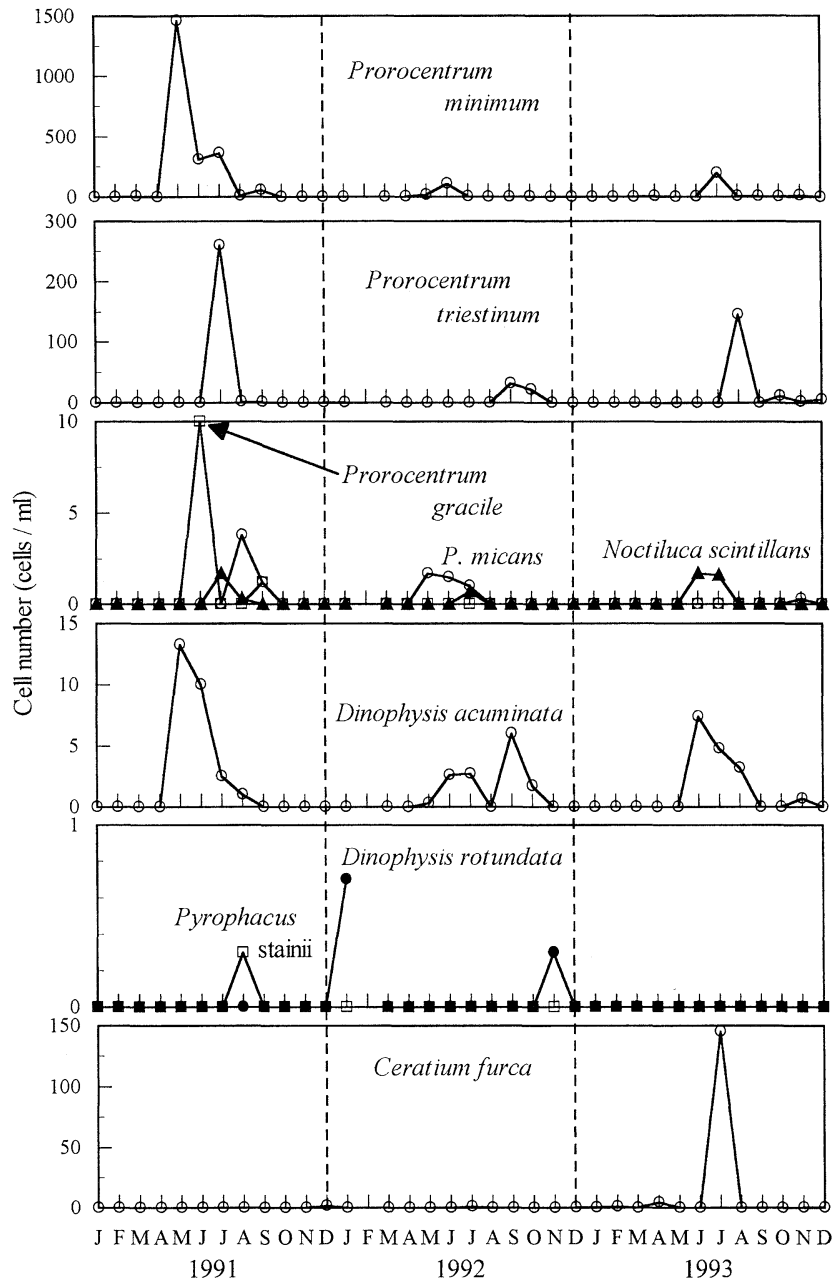 1500
1000
500
0
Prorocentrum
minimum
300
200
100
0
Prorocentrum
triestinum
10
5
0
Prorocentrum
gracile
P. micans
Noctiluca scintillans
Cell number (cells / ml)
15
10
5
0
Dinophysis acuminata
1
0
Dinophysis rotundata
Pyrophacus
stainii
150
100
50
0
Ceratium furca
J F M A M J J A S O N D J F M A M J J A S O N D J F M A M J J A S O N D
1991 1992 1993